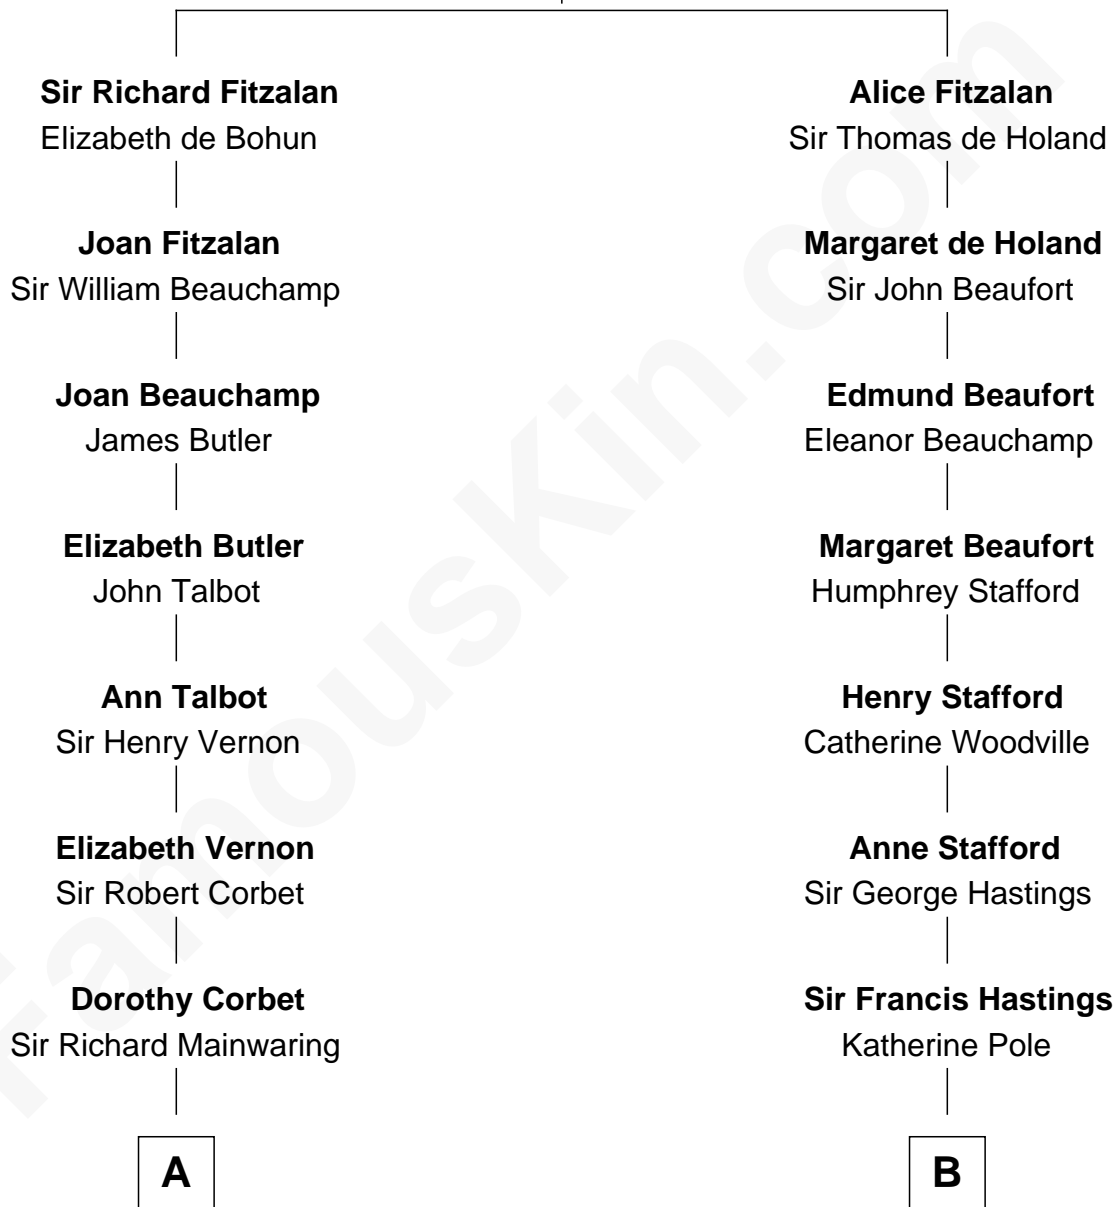 Sir Richard Fitzalan
Elizabeth de Bohun
Joan Fitzalan
Sir William Beauchamp
Joan Beauchamp
James Butler
Elizabeth Butler
John Talbot
Ann Talbot
Sir Henry Vernon
Elizabeth Vernon
Sir Robert Corbet
Dorothy Corbet
Sir Richard Mainwaring
A
Alice Fitzalan
Sir Thomas de Holand
Margaret de Holand
Sir John Beaufort
Edmund Beaufort
Eleanor Beauchamp
Margaret Beaufort
Humphrey Stafford
Henry Stafford
Catherine Woodville
Anne Stafford
Sir George Hastings
Sir Francis Hastings
Katherine Pole
B
FamousKin.com